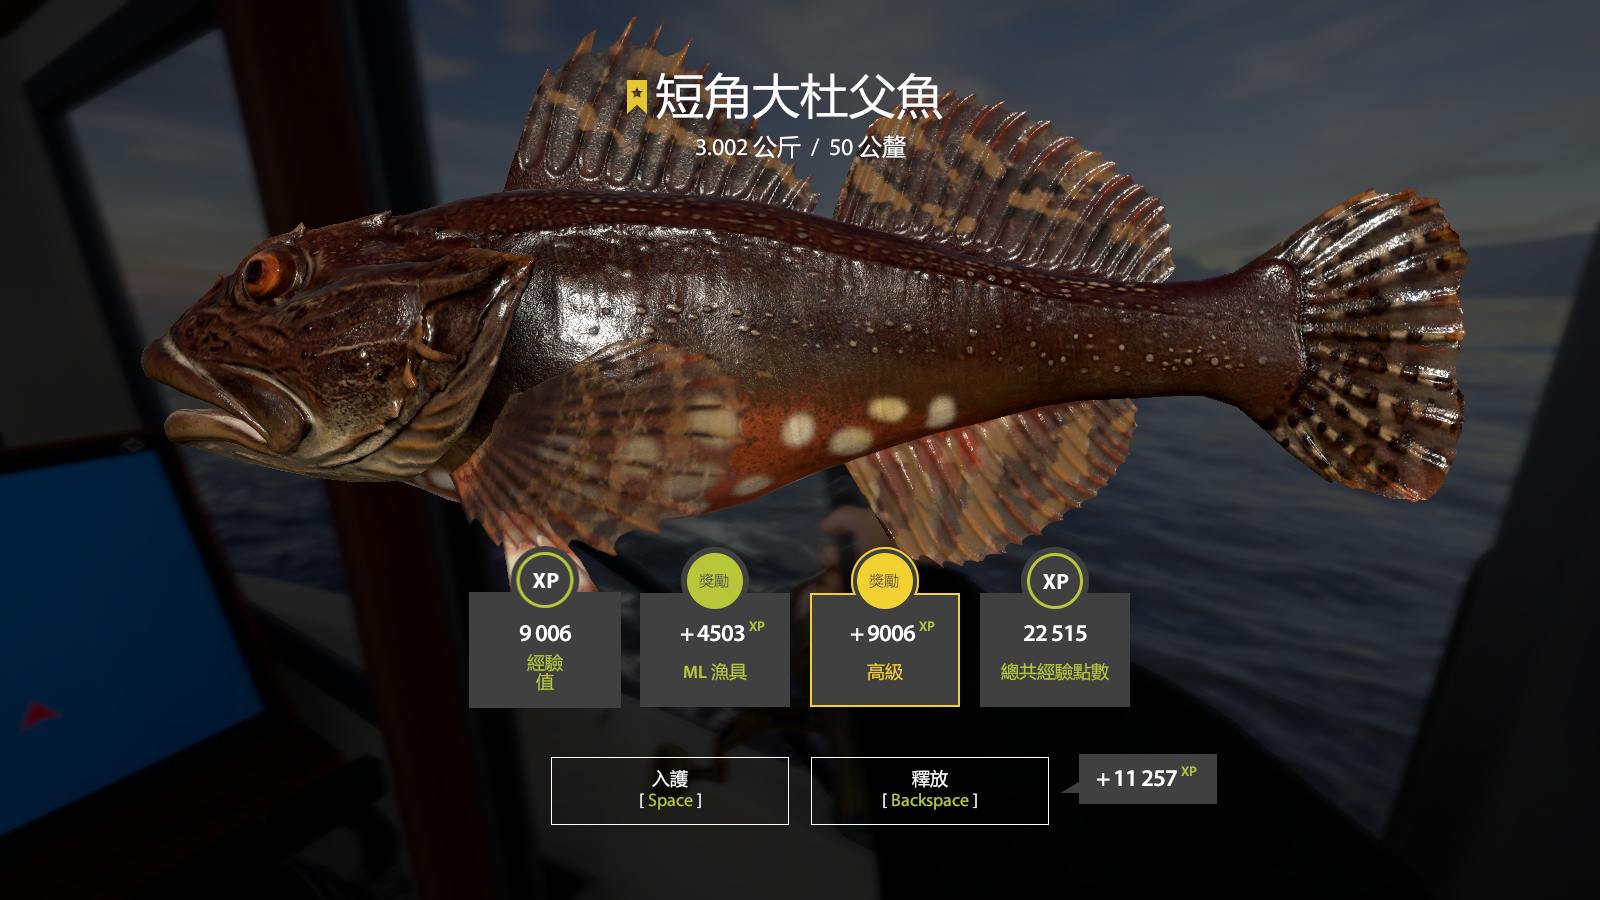 短角大杜父魚
3.002 公斤 / 50 公釐
XP
9 006
經驗
值
獎勵
+4503 XP
ML 漁具
獎勵
+9006 XP
高級
XP
22 515
總共經驗點數
入護
[ Space ]
釋放
[ Backspace ]
+11 257 XP